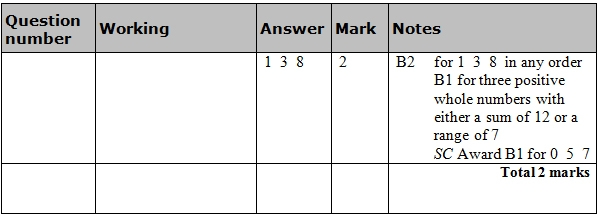 Question number Working Answer Mark Notes
1 3 8 2 B2 for 1 3 8 in any order
B1 for three positive
whole numbers with
either a sum of 12 or a
range of 7
SC Award B1 for 0 5 7
Total 2 marks